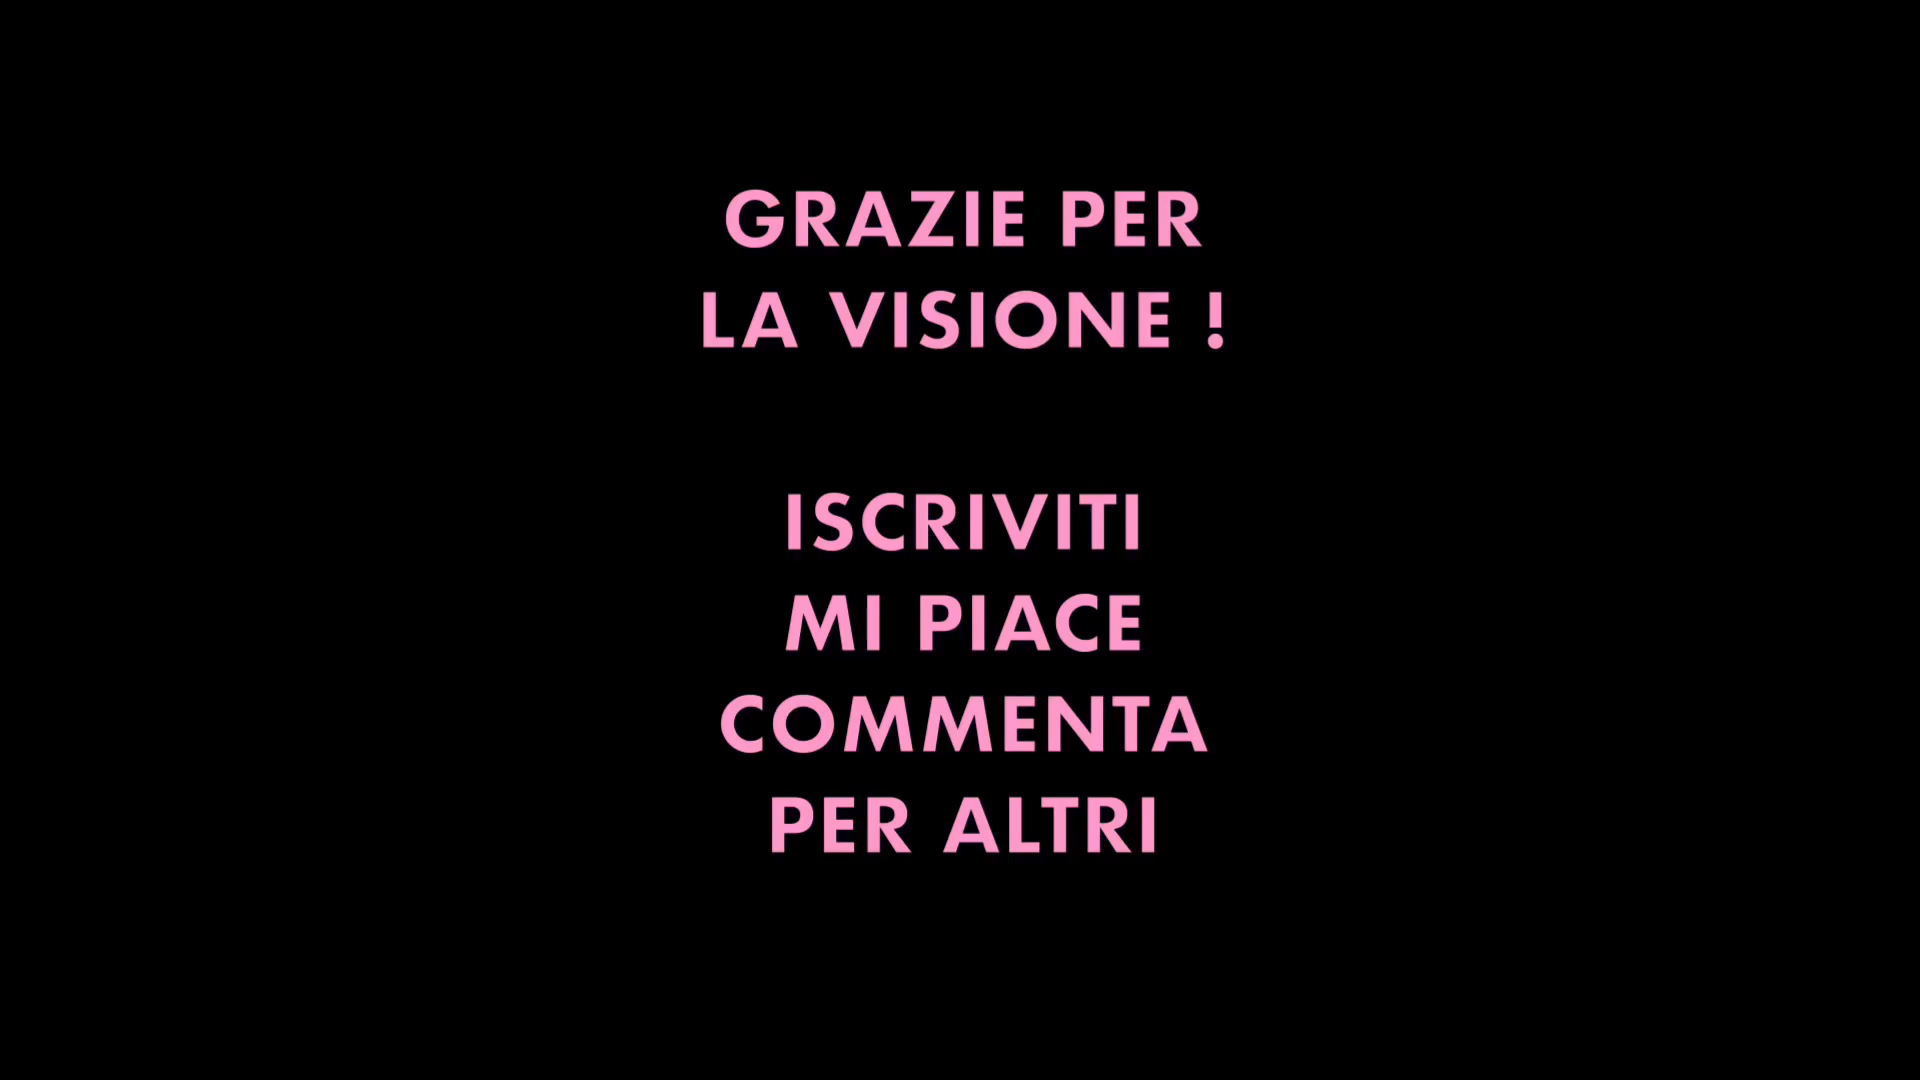 GRAZIE PER
LA VISIONE !
ISCRIVITI
MI PIACE
COMMENTA
PER ALTRI